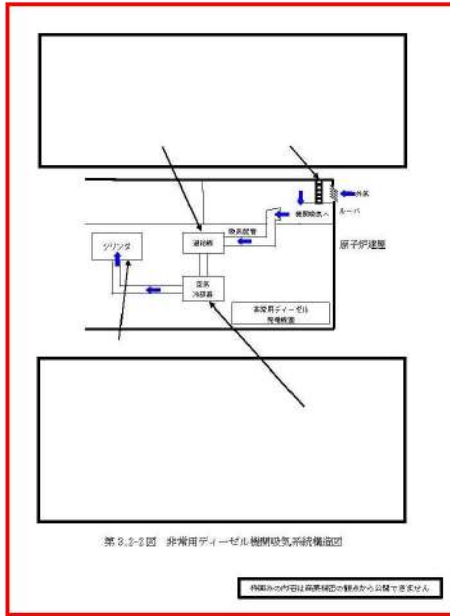 外気
ルーバ
機関吸気へ
吸気配管
過給機
シリンダ
原子炉建屋
空気
冷却器
非常用ディーゼル
発電機室
第3.2-2図 非常用ディーゼル機関吸気系統構造図
枠囲みの内容は商業機密の観点から公開できません